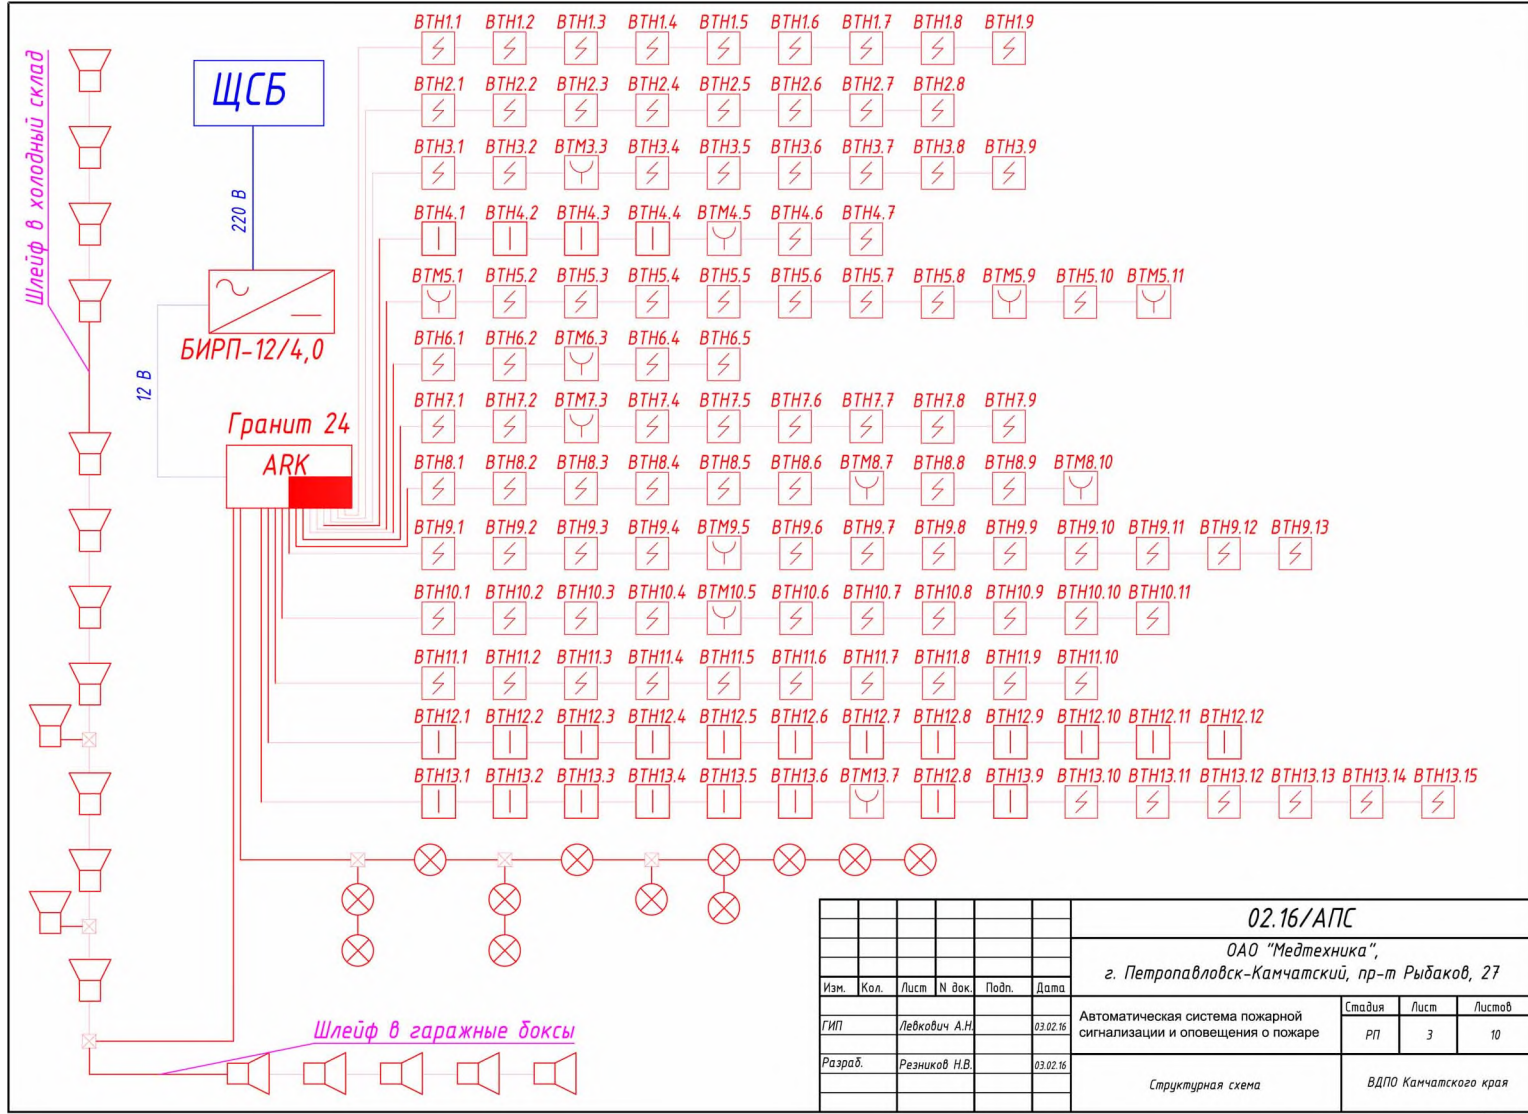 Шлейф в холодный склад
ЩСБ
220 В
БИРП-12/4,0
12 В
Гранит 24
ARK
ВТН1.1 ВТН1.2 ВТН1.3 ВТН1.4 ВТН1.5 ВТН1.6 ВТН1.7 ВТН1.8 ВТН1.9
ВТН2.1 ВТН2.2 ВТН2.3 ВТН2.4 ВТН2.5 ВТН2.6 ВТН2.7 ВТН2.8
ВТН3.1 ВТН3.2 ВТМ3.3 ВТН3.4 ВТН3.5 ВТН3.6 ВТН3.7 ВТН3.8 ВТН3.9
ВТН4.1 ВТН4.2 ВТН4.3 ВТН4.4 ВТМ4.5 ВТН4.6 ВТН4.7
ВТМ5.1 ВТН5.2 ВТН5.3 ВТН5.4 ВТН5.5 ВТН5.6 ВТН5.7 ВТН5.8 ВТМ5.9 ВТН5.10 ВТМ5.11
ВТН6.1 ВТН6.2 ВТМ6.3 ВТН6.4 ВТН6.5
ВТН7.1 ВТН7.2 ВТМ7.3 ВТН7.4 ВТН7.5 ВТН7.6 ВТН7.7 ВТН7.8 ВТН7.9
ВТН8.1 ВТН8.2 ВТН8.3 ВТН8.4 ВТН8.5 ВТН8.6 ВТМ8.7 ВТН8.8 ВТН8.9 ВТМ8.10
ВТН9.1 ВТН9.2 ВТН9.3 ВТН9.4 ВТМ9.5 ВТН9.6 ВТН9.7 ВТН9.8 ВТН9.9 ВТН9.10 ВТН9.11 ВТН9.12 ВТН9.13
ВТН10.1 ВТН10.2 ВТН10.3 ВТН10.4 ВТМ10.5 ВТН10.6 ВТН10.7 ВТН10.8 ВТН10.9 ВТН10.10 ВТН10.11
ВТН11.1 ВТН11.2 ВТН11.3 ВТН11.4 ВТН11.5 ВТН11.6 ВТН11.7 ВТН11.8 ВТН11.9 ВТН11.10
ВТН12.1 ВТН12.2 ВТН12.3 ВТН12.4 ВТН12.5 ВТН12.6 ВТН12.7 ВТН12.8 ВТН12.9 ВТН12.10 ВТН12.11 ВТН12.12
ВТН13.1 ВТН13.2 ВТН13.3 ВТН13.4 ВТН13.5 ВТН13.6 ВТМ13.7 ВТН12.8 ВТН13.9 ВТН13.10 ВТН13.11 ВТН13.12 ВТН13.13 ВТН13.14 ВТН13.15
Шлейф в гаражные боксы
02.16/АПС
ОАО "Медтехника",
г. Петропавловск-Камчатский, пр-т Рыбаков, 27
Изм. Кол. Лист N док. Подп. Дата
ГИП Левкович А.Н. 03.02.16
Разраб. Резников Н.В. 03.02.16
Автоматическая система пожарной
сигнализации и оповещения о пожаре
Стадия Лист Листов
РП 3 10
Структурная схема
ВДПО Камчатского края